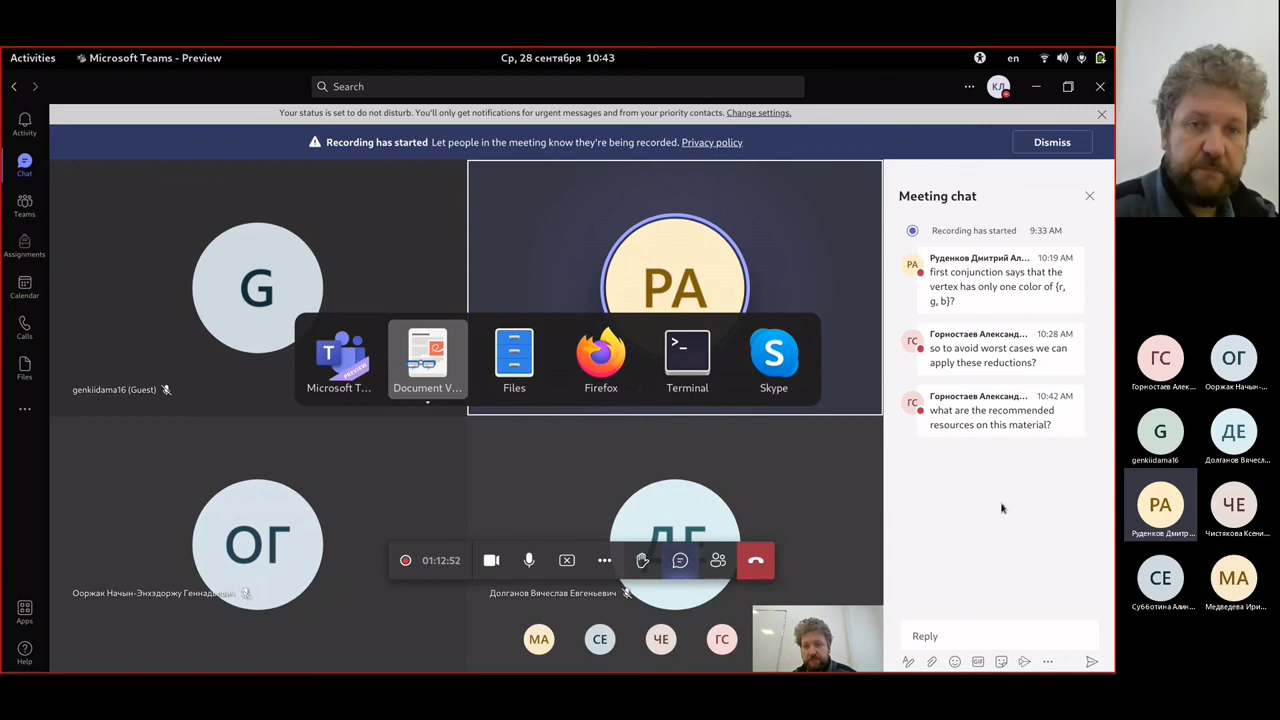 Activities
Microsoft Teams - Preview
Ср, 28 сентября 10:43
en
Search
КЛ
Your status is set to do not disturb. You'll only get notifications for urgent messages and from your priority contacts. Change settings.
Recording has started Let people in the meeting know they're being recorded. Privacy policy
Dismiss
Activity
Chat
Teams
Assignments
Calendar
Calls
Files
Apps
Help
G
genkiidama16 (Guest)
РА
Microsoft T...
Document V...
Files
Firefox
Terminal
Skype
ОГ
Ооржак Начын-Энхэдоржу Геннадьевич
ДЕ
Долганов Вячеслав Евгеньевич
01:12:52
МА
СЕ
ЧЕ
ГС
Meeting chat
Recording has started 9:33 AM
РА
Руденков Дмитрий Ал... 10:19 AM
first conjunction says that the
vertex has only one color of {r,
g, b}?
ГС
Горностаев Александ... 10:28 AM
so to avoid worst cases we can
apply these reductions?
ГС
Горностаев Александ... 10:42 AM
what are the recommended
resources on this material?
Reply
ГС
Горностаев Алек...
ОГ
Ооржак Начын-...
G
genkiidama16
ДЕ
Долганов Вячесл...
РА
Руденков Дмитр...
ЧЕ
Чистякова Ксени...
СЕ
Субботина Алин...
МА
Медведева Ири...